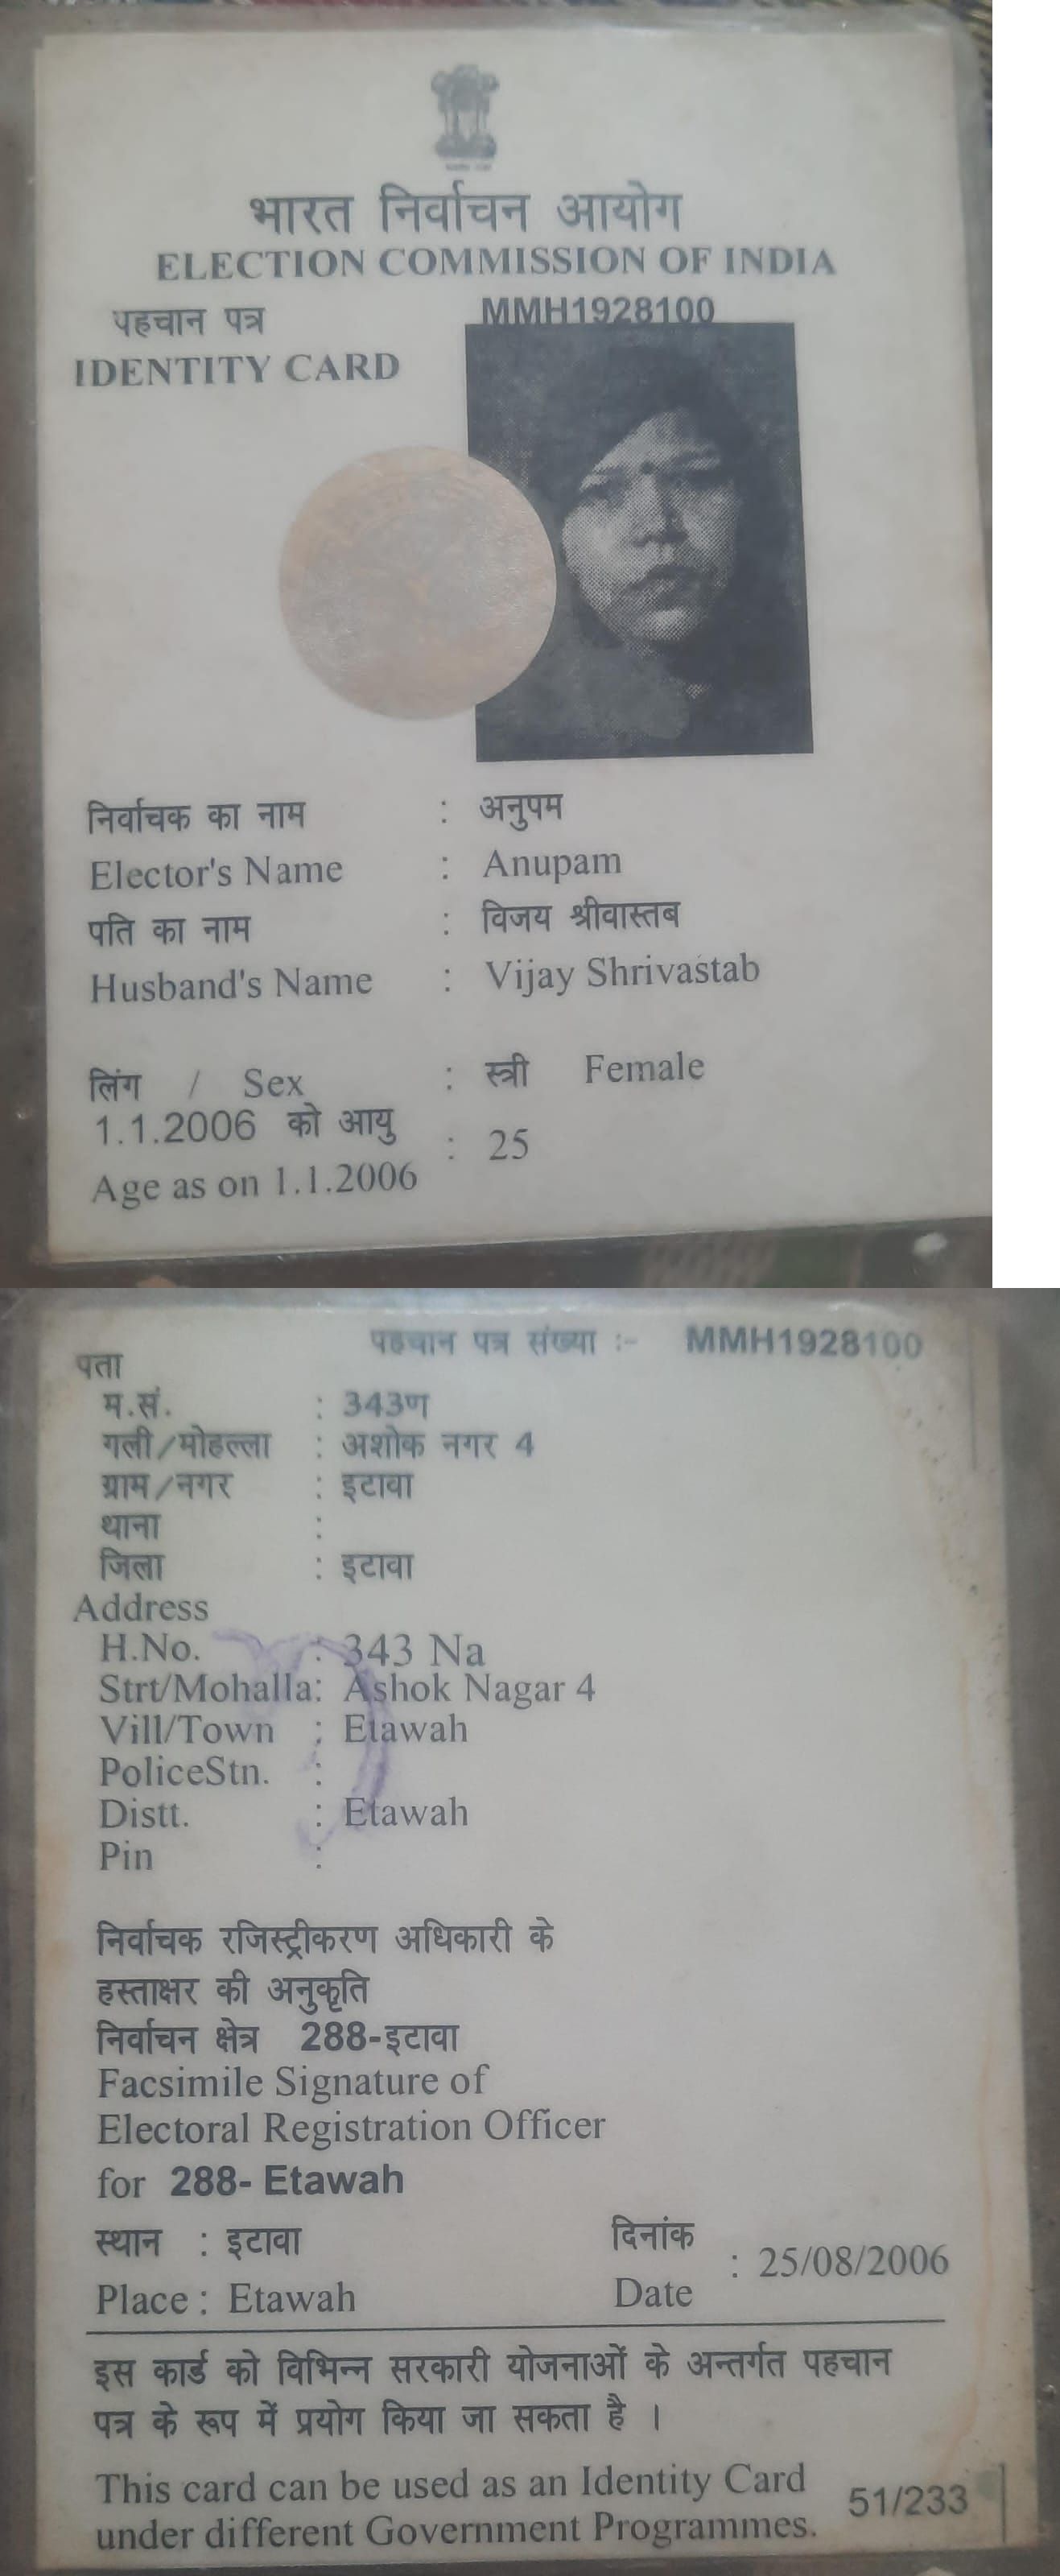 भारत निर्वाचन आयोग
ELECTION COMMISSION OF INDIA
पहचान पत्र
MMH1928100
IDENTITY CARD
निर्वाचक का नाम : अनुपम
Elector's Name : Anupam
पति का नाम : विजय श्रीवास्तब
Husband's Name : Vijay Shrivastab
लिंग / Sex : स्त्री Female
1.1.2006 को आयु
Age as on 1.1.2006 : 25
पहचान पत्र संख्या :- MMH1928100
पता
म.सं. : 343ण
गली/मोहल्ला : अशोक नगर 4
ग्राम/नगर : इटावा
थाना :
जिला : इटावा
Address
H.No. : 343 Na
Strt/Mohalla: Ashok Nagar 4
Vill/Town : Etawah
PoliceStn. :
Distt. : Etawah
Pin :
निर्वाचक रजिस्ट्रीकरण अधिकारी के
हस्ताक्षर की अनुकृति
निर्वाचन क्षेत्र 288-इटावा
Facsimile Signature of
Electoral Registration Officer
for 288- Etawah
स्थान : इटावा
Place : Etawah
दिनांक
Date : 25/08/2006
इस कार्ड को विभिन्न सरकारी योजनाओं के अन्तर्गत पहचान
पत्र के रूप में प्रयोग किया जा सकता है ।
This card can be used as an Identity Card
under different Government Programmes.
51/233